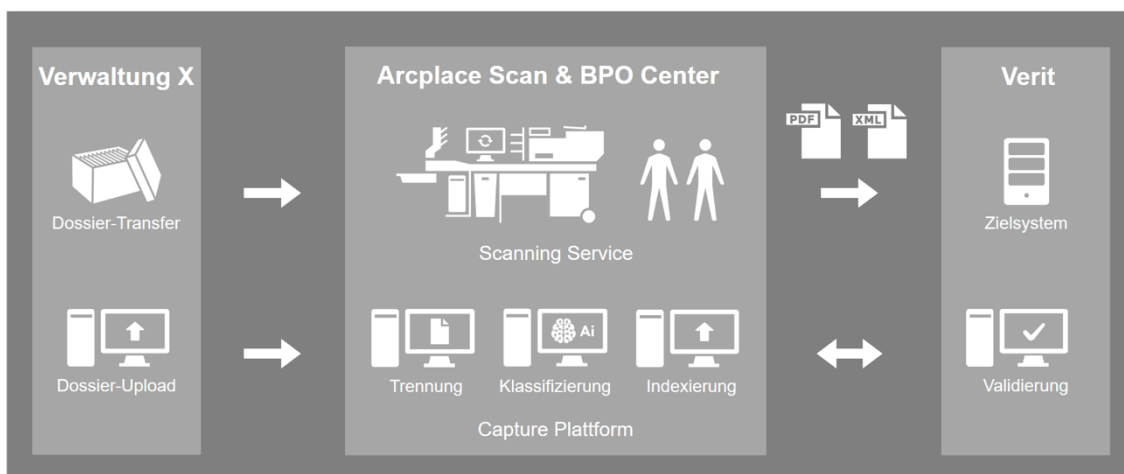 Verwaltung X
Dossier-Transfer
Dossier-Upload
Arcplace Scan & BPO Center
Scanning Service
Ai
Trennung
Klassifizierung
Indexierung
Capture Plattform
PDF
XML
Verit
Zielsystem
Validierung